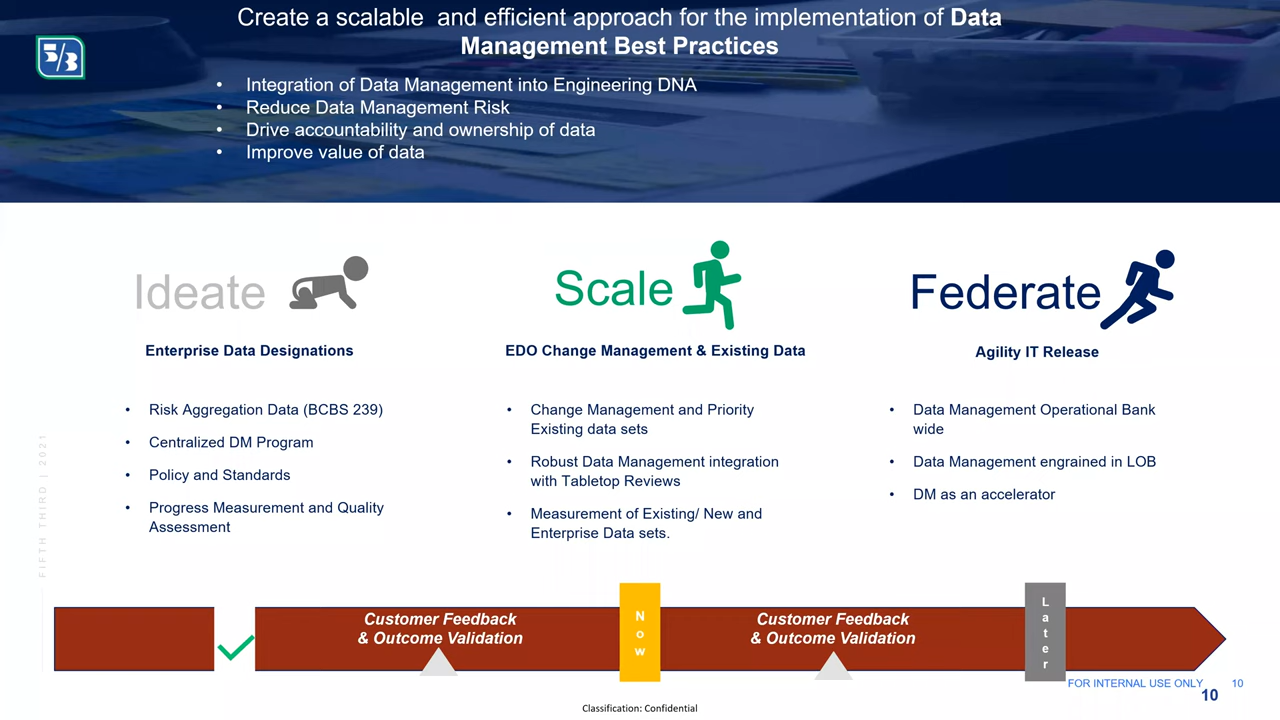 Create a scalable and efficient approach for the implementation of Data
Management Best Practices
5/3
• Integration of Data Management into Engineering DNA
• Reduce Data Management Risk
• Drive accountability and ownership of data
• Improve value of data
Ideate
Enterprise Data Designations
• Risk Aggregation Data (BCBS 239)
• Centralized DM Program
• Policy and Standards
• Progress Measurement and Quality
Assessment
Scale
EDO Change Management & Existing Data
• Change Management and Priority
Existing data sets
• Robust Data Management integration
with Tabletop Reviews
• Measurement of Existing/ New and
Enterprise Data sets.
Federate
Agility IT Release
• Data Management Operational Bank
wide
• Data Management engrained in LOB
• DM as an accelerator
FIFTH THIRD | 2021
Customer Feedback
& Outcome Validation
Now
Customer Feedback
& Outcome Validation
Later
FOR INTERNAL USE ONLY 10
10
Classification: Confidential